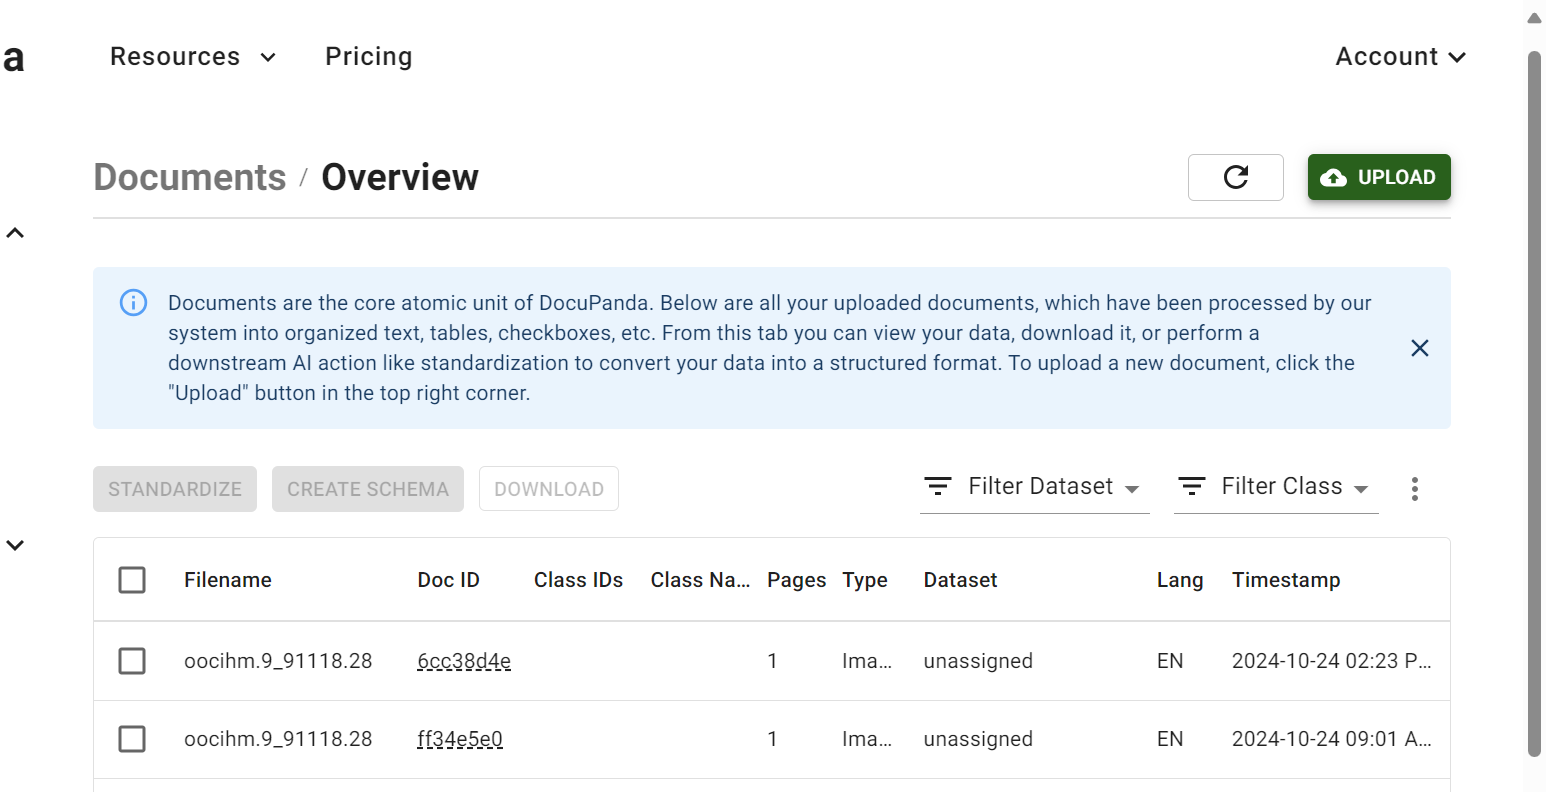 a Resources Pricing Account
Documents / Overview UPLOAD
Documents are the core atomic unit of DocuPanda. Below are all your uploaded documents, which have been processed by our
system into organized text, tables, checkboxes, etc. From this tab you can view your data, download it, or perform a
downstream AI action like standardization to convert your data into a structured format. To upload a new document, click the
"Upload" button in the top right corner.
STANDARDIZE CREATE SCHEMA DOWNLOAD Filter Dataset Filter Class
Filename Doc ID Class IDs Class Na... Pages Type Dataset Lang Timestamp
oocihm.9_91118.28 6cc38d4e 1 Ima... unassigned EN 2024-10-24 02:23 P...
oocihm.9_91118.28 ff34e5e0 1 Ima... unassigned EN 2024-10-24 09:01 A...